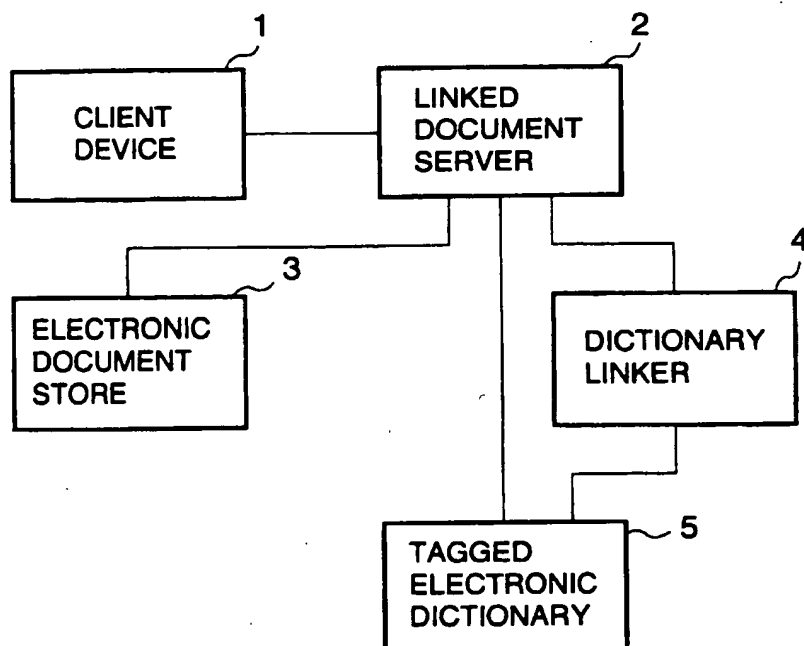 1
CLIENT
DEVICE
2
LINKED
DOCUMENT
SERVER
3
ELECTRONIC
DOCUMENT
STORE
4
DICTIONARY
LINKER
5
TAGGED
ELECTRONIC
DICTIONARY